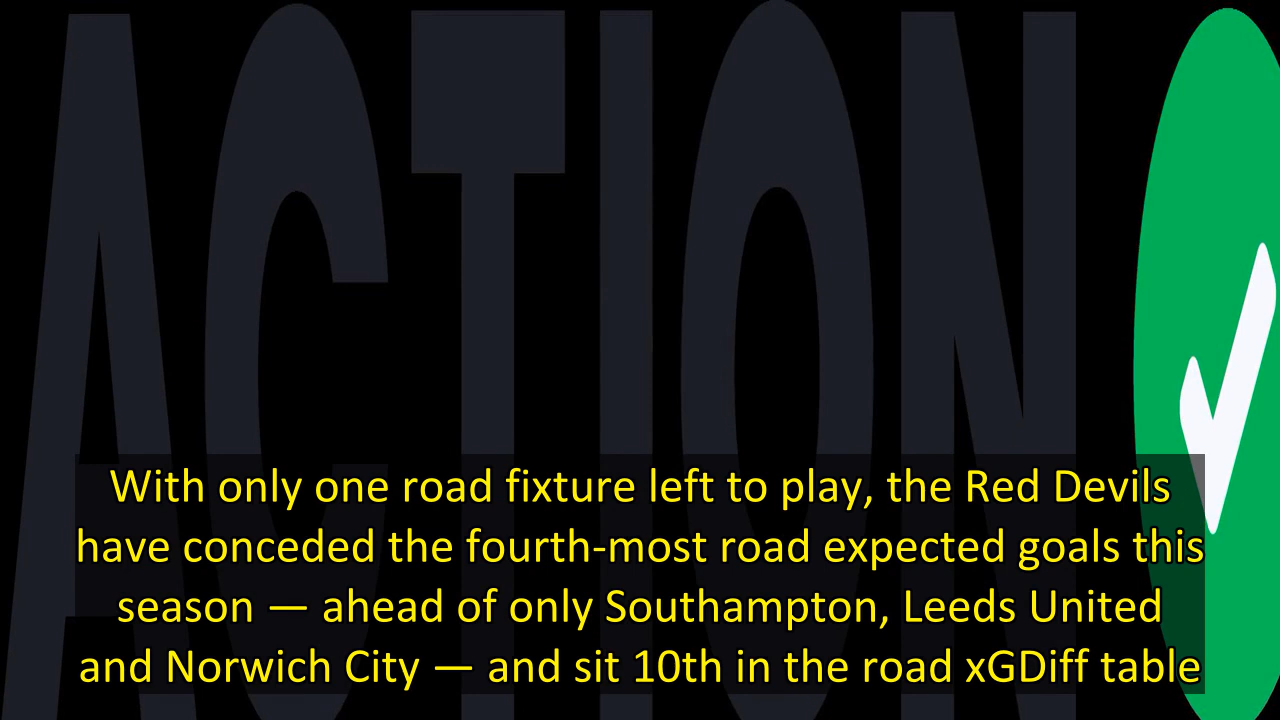 ACTION
With only one road fixture left to play, the Red Devils
have conceded the fourth-most road expected goals this
season — ahead of only Southampton, Leeds United
and Norwich City — and sit 10th in the road xGDiff table